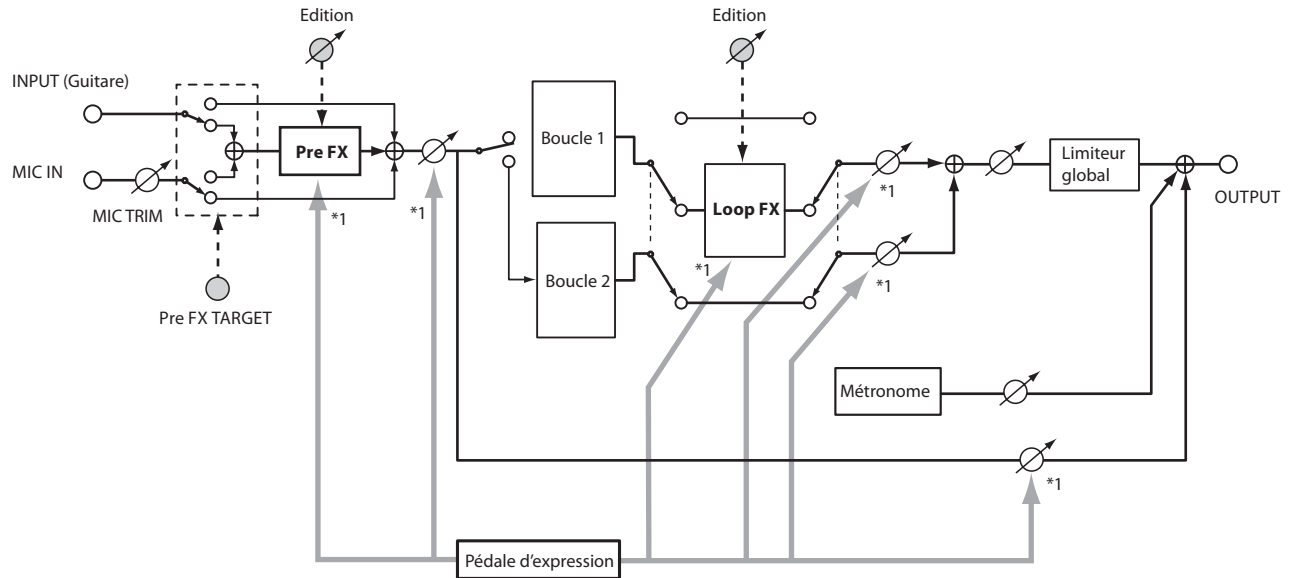 Edition
Edition
INPUT (Guitare)
Pre FX
Boucle 1
Limiteur
global
MIC IN
MIC TRIM
*1
*1
*1
Loop FX
OUTPUT
*1
Boucle 2
*1
Pre FX TARGET
Métronome
*1
Pédale d'expression